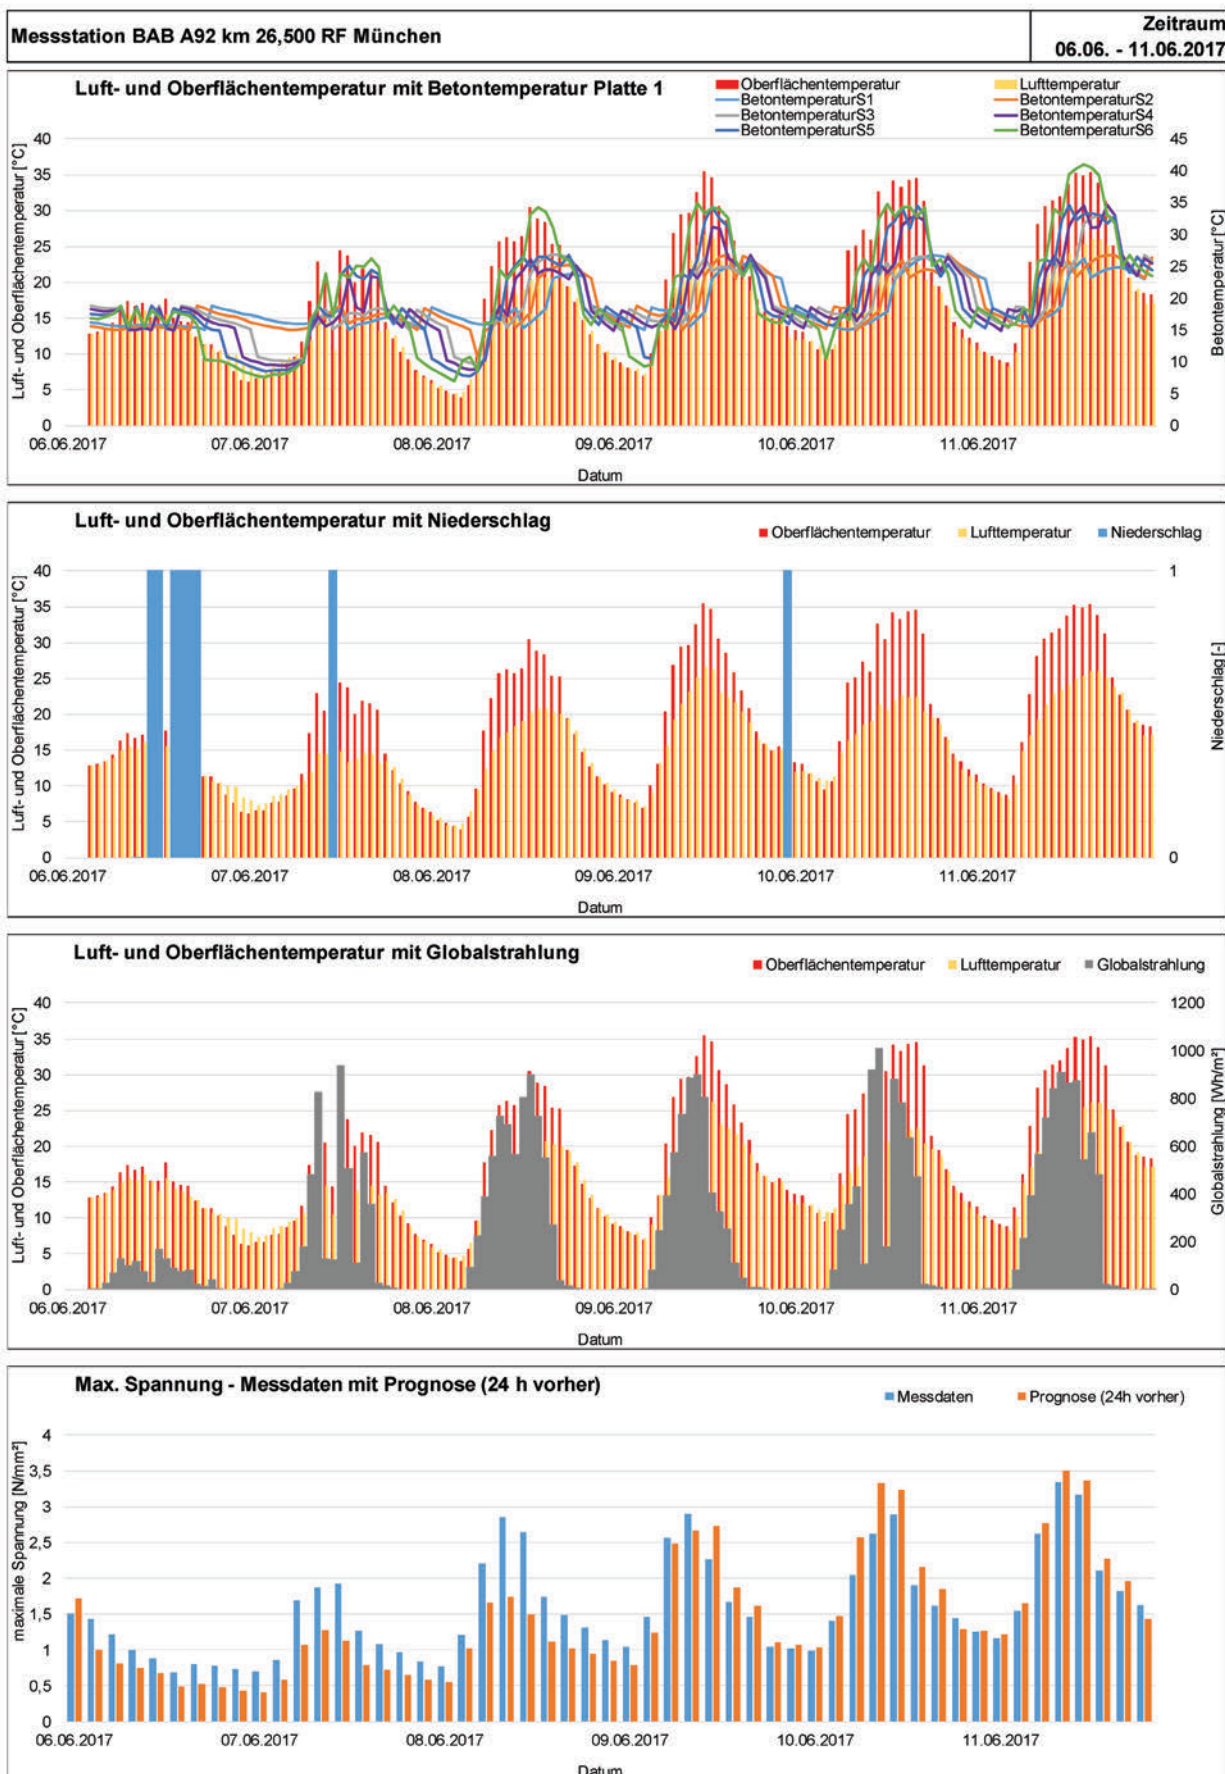 Messstation BAB A92 km 26,500 RF München
Zeitraum
06.06. - 11.06.2017
Luft- und Oberflächentemperatur mit Betontemperatur Platte 1
Oberflächentemperatur Lufttemperatur
BetontemperaturS1 BetontemperaturS2
BetontemperaturS3 BetontemperaturS4
BetontemperaturS5 BetontemperaturS6
Luft- und Oberflächentemperatur [°C]
40
35
30
25
20
15
10
5
0
45
40
35
30
25
20
15
10
5
0
Betontemperatur [°C]
06.06.2017 07.06.2017 08.06.2017 09.06.2017 10.06.2017 11.06.2017
Datum
Luft- und Oberflächentemperatur mit Niederschlag
Oberflächentemperatur Lufttemperatur Niederschlag
Luft- und Oberflächentemperatur [°C]
40
35
30
25
20
15
10
5
0
1
0
Niederschlag [-]
06.06.2017 07.06.2017 08.06.2017 09.06.2017 10.06.2017 11.06.2017
Datum
Luft- und Oberflächentemperatur mit Globalstrahlung
Oberflächentemperatur Lufttemperatur Globalstrahlung
Luft- und Oberflächentemperatur [°C]
40
35
30
25
20
15
10
5
0
1200
1000
800
600
400
200
0
Globalstrahlung [Wh/m²]
06.06.2017 07.06.2017 08.06.2017 09.06.2017 10.06.2017 11.06.2017
Datum
Max. Spannung - Messdaten mit Prognose (24 h vorher)
Messdaten Prognose (24h vorher)
maximale Spannung [N/mm²]
4
3,5
3
2,5
2
1,5
1
0,5
0
06.06.2017 07.06.2017 08.06.2017 09.06.2017 10.06.2017 11.06.2017
Datum